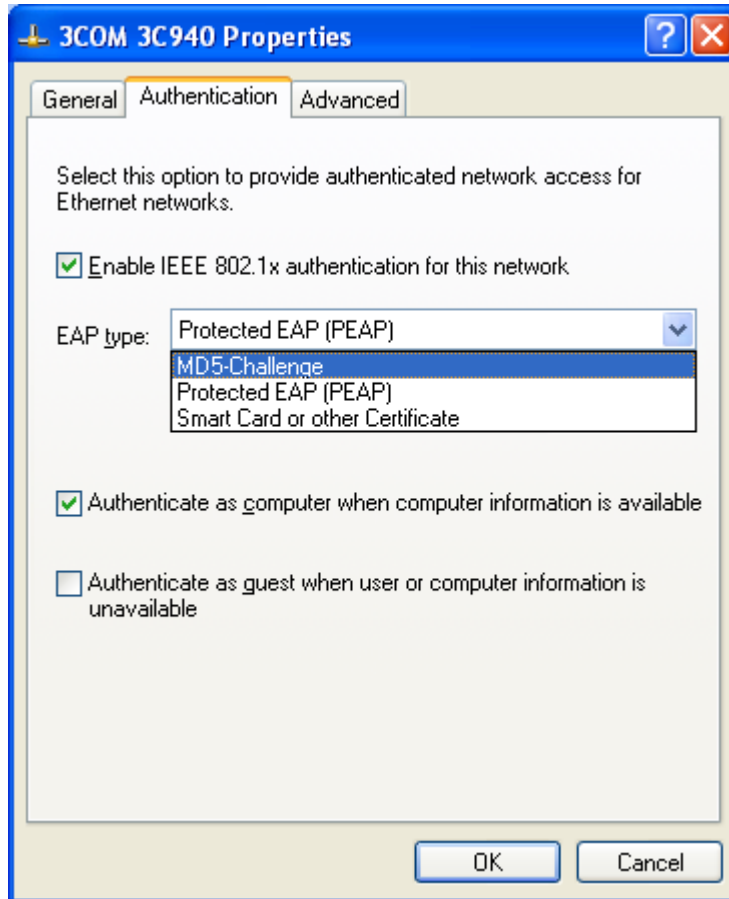 3COM 3C940 Properties
?
General Authentication Advanced
Select this option to provide authenticated network access for
Ethernet networks.
Enable IEEE 802.1x authentication for this network
EAP type: Protected EAP (PEAP)
MD5-Challenge
Protected EAP (PEAP)
Smart Card or other Certificate
Authenticate as computer when computer information is available
Authenticate as guest when user or computer information is
unavailable
OK Cancel